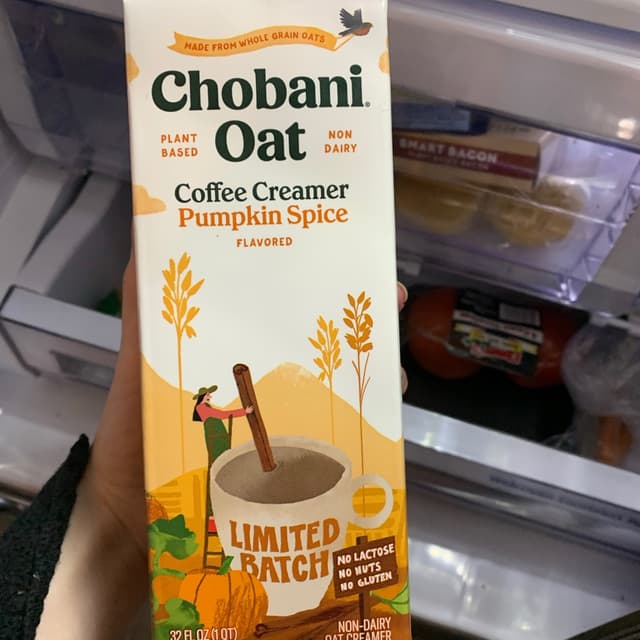 MADE FROM WHOLE GRAIN OATS
Chobani®
PLANT BASED
Oat
NON DAIRY
Coffee Creamer
Pumpkin Spice
FLAVORED
SMART BACON
LIMITED
BATCH
NO LACTOSE
NO NUTS
NO GLUTEN
32 FL OZ (1 QT)
NON-DAIRY
OAT CREAMER